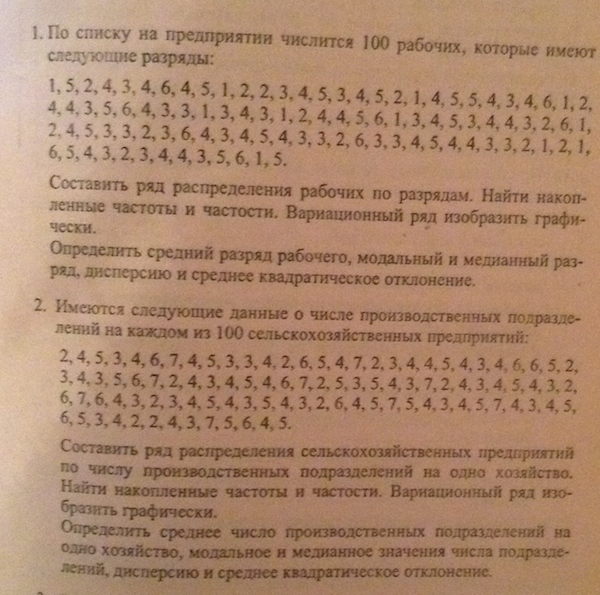 1. По списку на предприятии числится 100 рабочих, которые имеют
следующие разряды:
1, 5, 2, 4, 3, 4, 6, 4, 5, 1, 2, 2, 3, 4, 5, 3, 4, 5, 2, 1, 4, 5, 5, 4, 3, 4, 6, 1, 2,
4, 4, 3, 5, 6, 4, 3, 3, 1, 3, 4, 3, 1, 2, 4, 4, 5, 6, 1, 3, 4, 5, 3, 4, 4, 3, 2, 6, 1,
2, 4, 5, 3, 3, 2, 3, 6, 4, 3, 4, 5, 4, 3, 3, 2, 6, 3, 3, 4, 5, 4, 4, 3, 3, 2, 1, 2, 1,
6, 5, 4, 3, 2, 3, 4, 4, 3, 5, 6, 1, 5.
Составить ряд распределения рабочих по разрядам. Найти накоп-
ленные частоты и частости. Вариационный ряд изобразить графи-
чески.
Определить средний разряд рабочего, модальный и медианный раз-
ряд, дисперсию и среднее квадратическое отклонение.
2. Имеются следующие данные о числе производственных подразде-
лений на каждом из 100 сельскохозяйственных предприятий:
2, 4, 5, 3, 4, 6, 7, 4, 5, 3, 3, 4, 2, 6, 5, 4, 7, 2, 3, 4, 4, 5, 4, 3, 4, 6, 6, 5, 2,
3, 4, 3, 5, 6, 7, 2, 4, 3, 4, 5, 4, 6, 7, 2, 5, 3, 5, 4, 3, 7, 2, 4, 3, 4, 5, 4, 3, 2,
6, 7, 6, 4, 3, 2, 3, 4, 5, 4, 3, 5, 4, 3, 2, 6, 4, 5, 7, 5, 4, 3, 4, 5, 7, 4, 3, 4, 5,
6, 5, 3, 4, 2, 2, 4, 3, 7, 5, 6, 4, 5.
Составить ряд распределения сельскохозяйственных предприятий
по числу производственных подразделений на одно хозяйство.
Найти накопленные частоты и частости. Вариационный ряд изо-
бразить графически.
Определить среднее число производственных подразделений на
одно хозяйство, модальное и медианное значения числа подразде-
лений, дисперсию и среднее квадратическое отклонение.